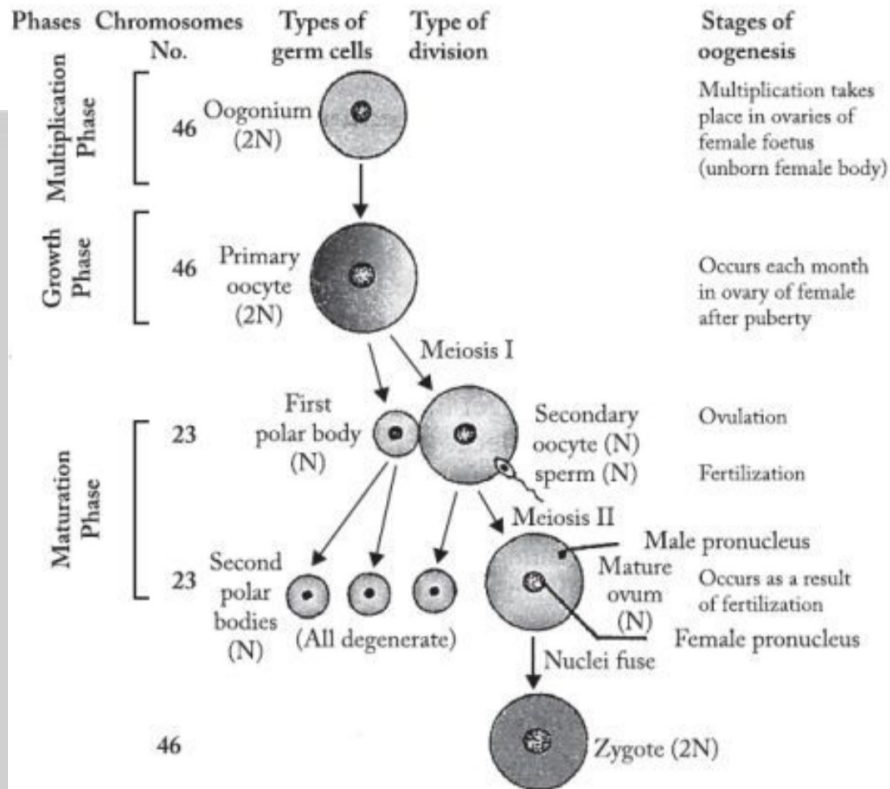 Phases Chromosomes Types of Type of Stages of
No. germ cells division oogenesis
Multiplication
Phase
46
Oogonium
(2N)
Multiplication takes
place in ovaries of
female foetus
(unborn female body)
Growth
Phase
46
Primary
oocyte
(2N)
Occurs each month
in ovary of female
after puberty
Meiosis I
Maturation
Phase
23
First
polar body
(N)
Secondary
oocyte (N)
sperm (N)
Ovulation
Fertilization
Meiosis II
23
Second
polar
bodies
(N)
(All degenerate)
Male pronucleus
Mature
ovum
(N)
Occurs as a result
of fertilization
Female pronucleus
Nuclei fuse
46
Zygote (2N)